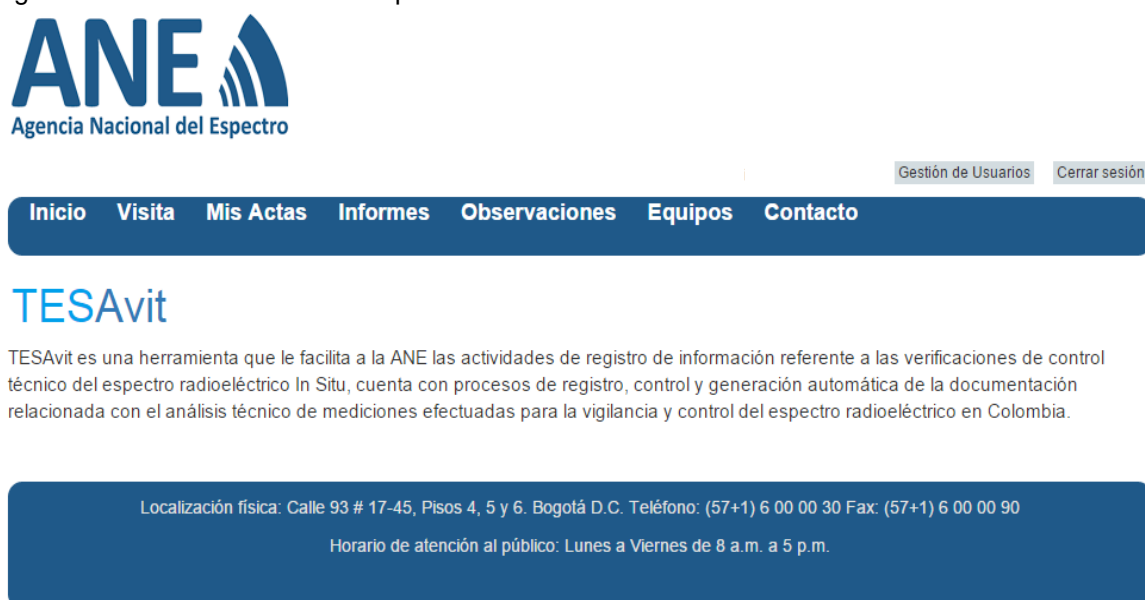 ANE
Agencia Nacional del Espectro
Gestión de Usuarios Cerrar sesión
Inicio Visita Mis Actas Informes Observaciones Equipos Contacto
TESAvit
TESAvit es una herramienta que le facilita a la ANE las actividades de registro de información referente a las verificaciones de control
técnico del espectro radioeléctrico In Situ, cuenta con procesos de registro, control y generación automática de la documentación
relacionada con el análisis técnico de mediciones efectuadas para la vigilancia y control del espectro radioeléctrico en Colombia.
Localización física: Calle 93 # 17-45, Pisos 4, 5 y 6. Bogotá D.C. Teléfono: (57+1) 6 00 00 30 Fax: (57+1) 6 00 00 90
Horario de atención al público: Lunes a Viernes de 8 a.m. a 5 p.m.